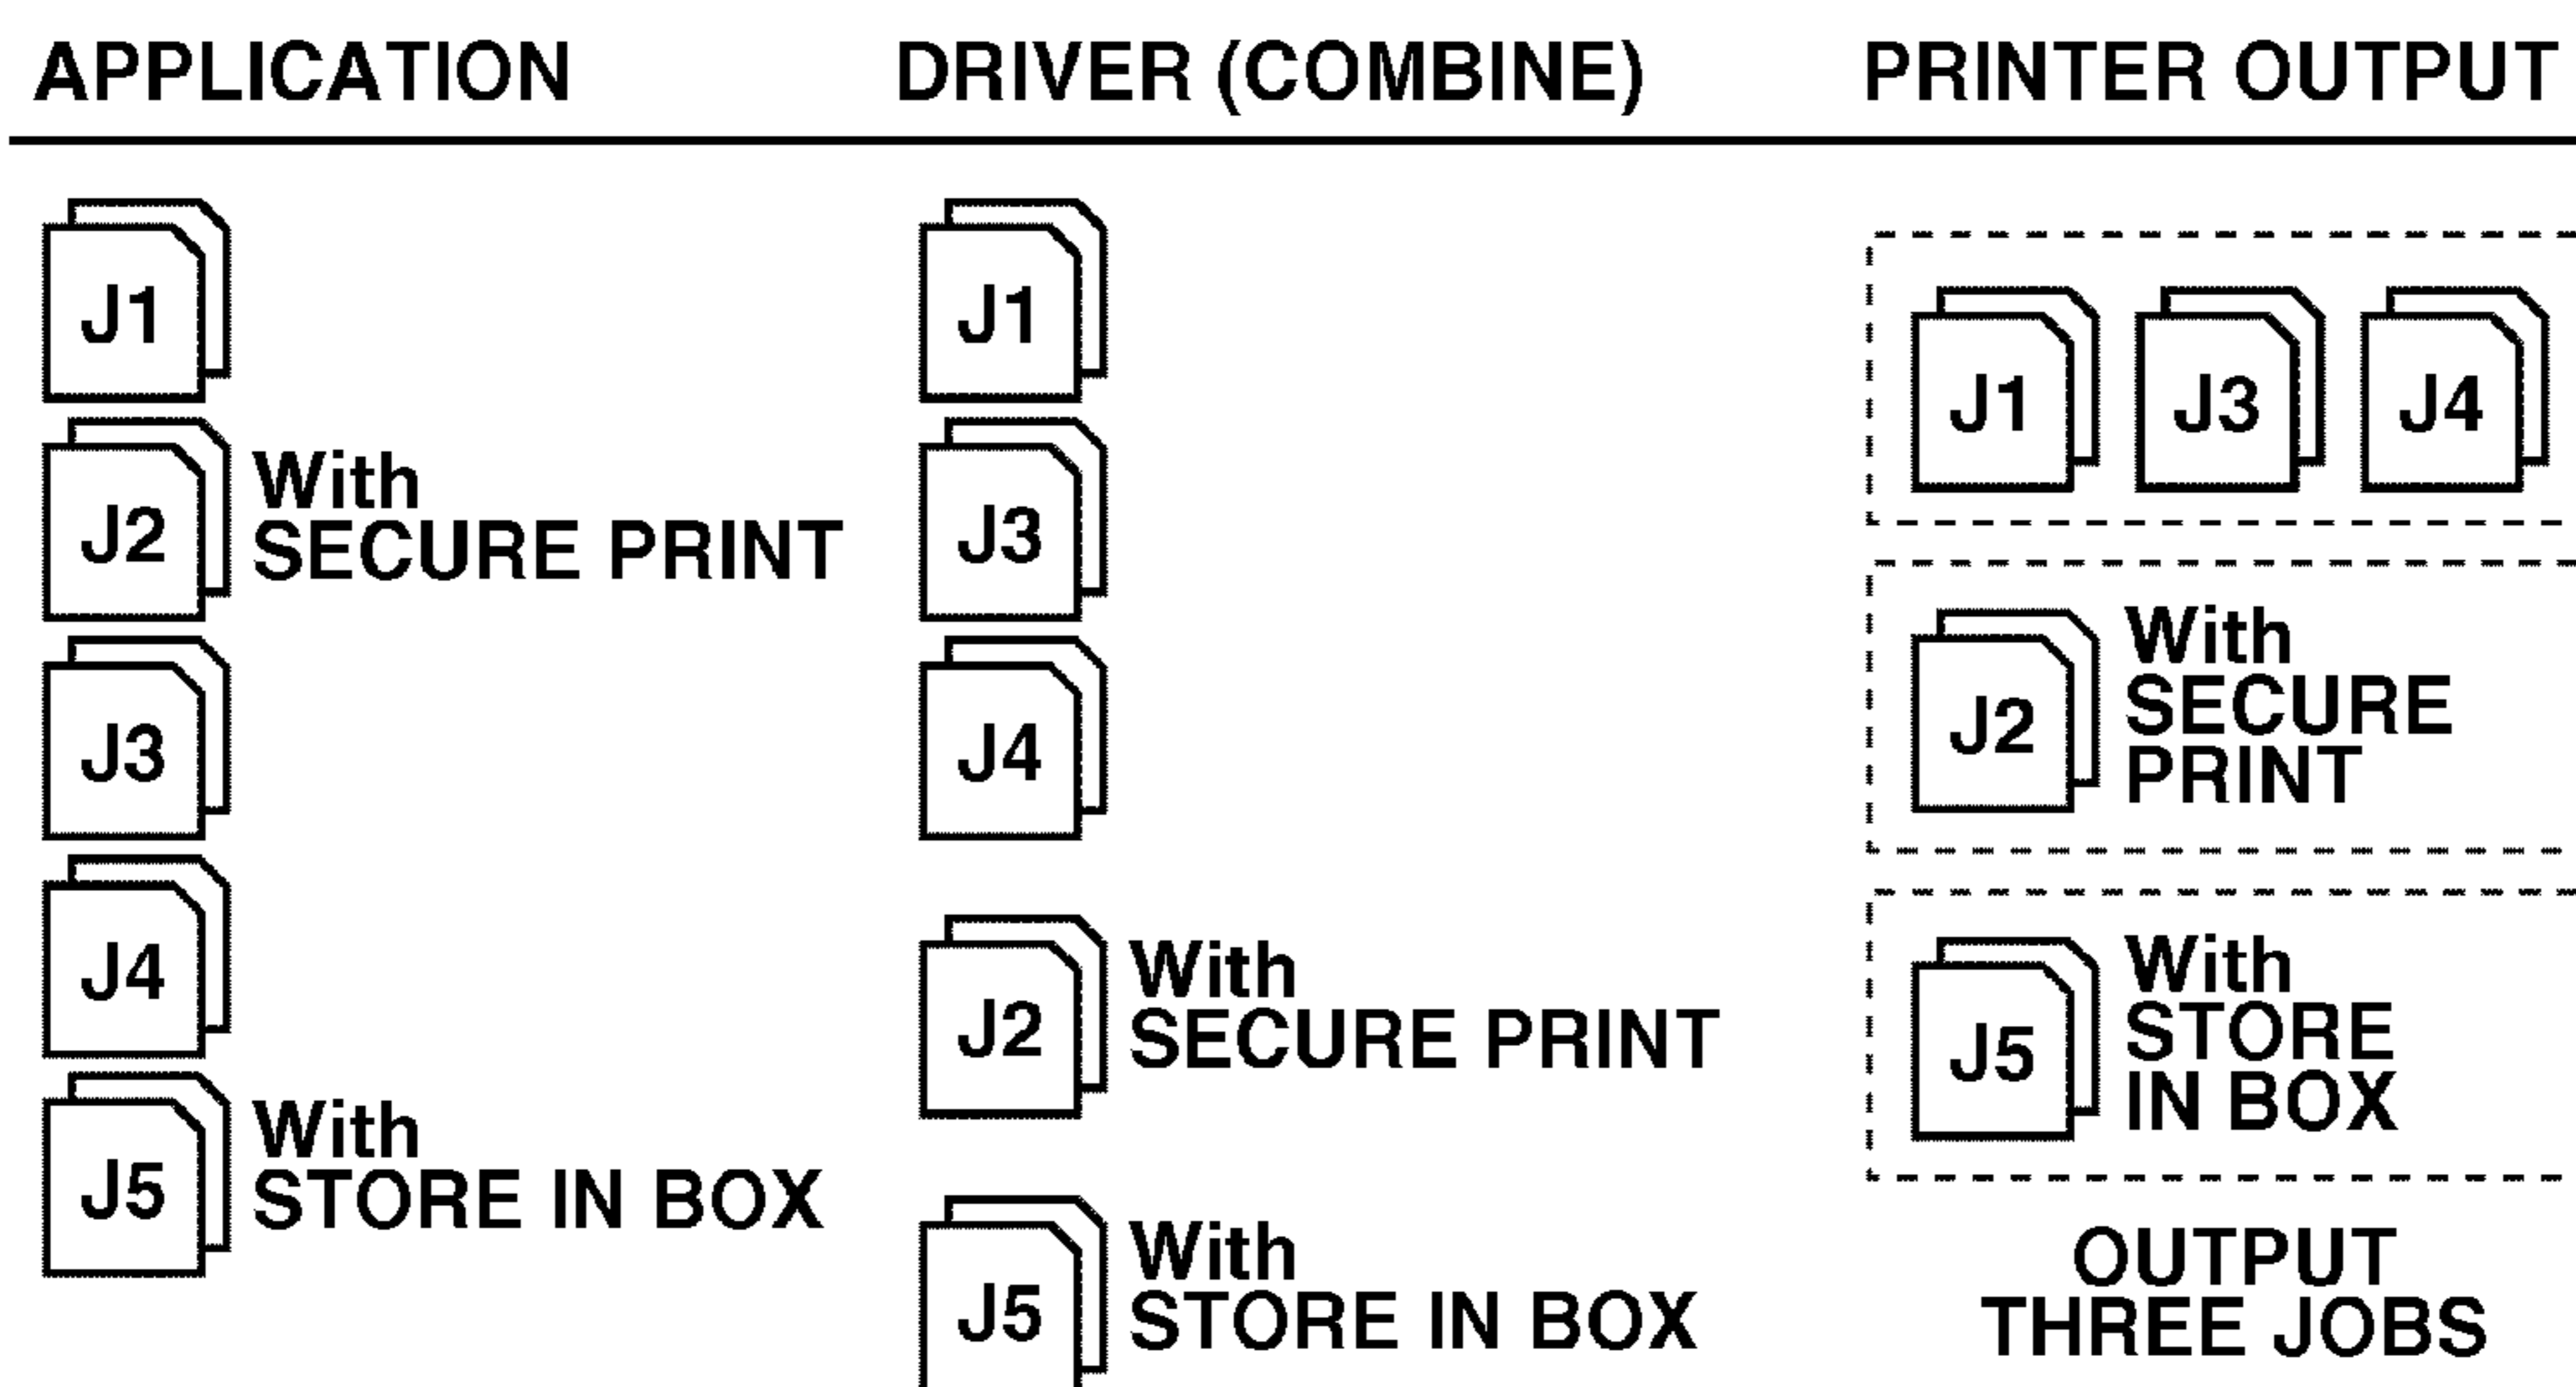 APPLICATION
DRIVER (COMBINE)
PRINTER OUTPUT
J1
J2
With
SECURE PRINT
J3
J4
J5
With
STORE IN BOX
J1
J3
J4
J2
With
SECURE PRINT
J5
With
STORE IN BOX
J1 J3 J4
J2
With
SECURE
PRINT
J5
With
STORE
IN BOX
OUTPUT
THREE JOBS